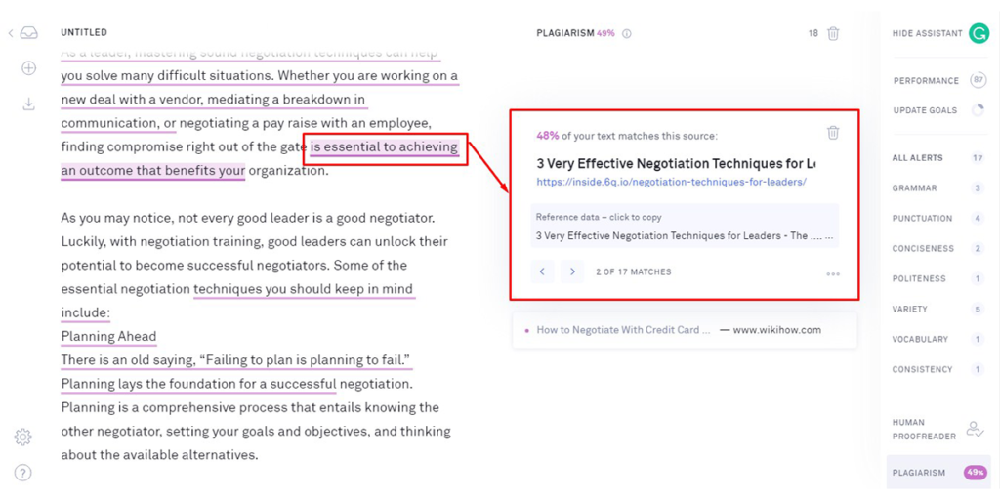 UNTITLED
As a leader, mastering sound negotiation techniques can help
you solve many difficult situations. Whether you are working on a
new deal with a vendor, mediating a breakdown in
communication, or negotiating a pay raise with an employee,
finding compromise right out of the gate is essential to achieving
an outcome that benefits your organization.
As you may notice, not every good leader is a good negotiator.
Luckily, with negotiation training, good leaders can unlock their
potential to become successful negotiators. Some of the
essential negotiation techniques you should keep in mind
include:
Planning Ahead
There is an old saying, “Failing to plan is planning to fail.”
Planning lays the foundation for a successful negotiation.
Planning is a comprehensive process that entails knowing the
other negotiator, setting your goals and objectives, and thinking
about the available alternatives.
PLAGIARISM 49%
18
48% of your text matches this source:
3 Very Effective Negotiation Techniques for Le
https://inside.6q.io/negotiation-techniques-for-leaders/
Reference data – click to copy
3 Very Effective Negotiation Techniques for Leaders - The .... ...
2 OF 17 MATCHES
How to Negotiate With Credit Card ... — www.wikihow.com
HIDE ASSISTANT
PERFORMANCE 87
UPDATE GOALS
ALL ALERTS 17
GRAMMAR 3
PUNCTUATION 4
CONCISENESS 2
POLITENESS 1
VARIETY 5
VOCABULARY 1
CONSISTENCY 1
HUMAN
PROOFREADER
PLAGIARISM 49%